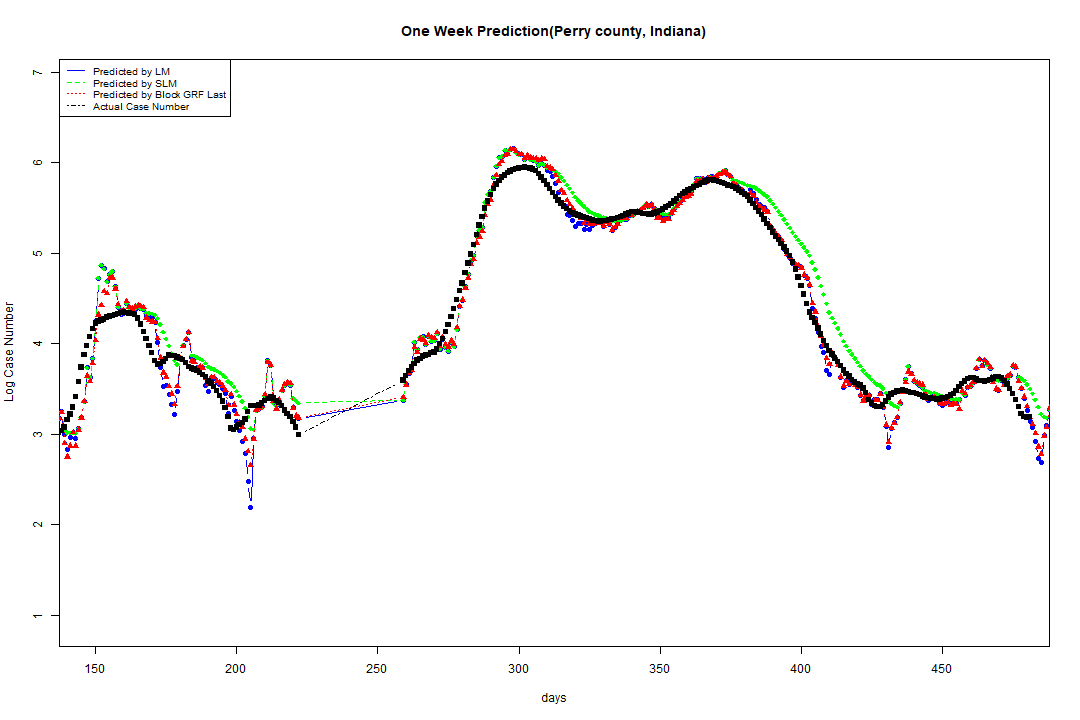 One Week Prediction(Perry county, Indiana)
Predicted by LM
Predicted by SLM
Predicted by Block GRF Last
Actual Case Number
7
6
5
4
3
2
1
Log Case Number
150 200 250 300 350 400 450
days